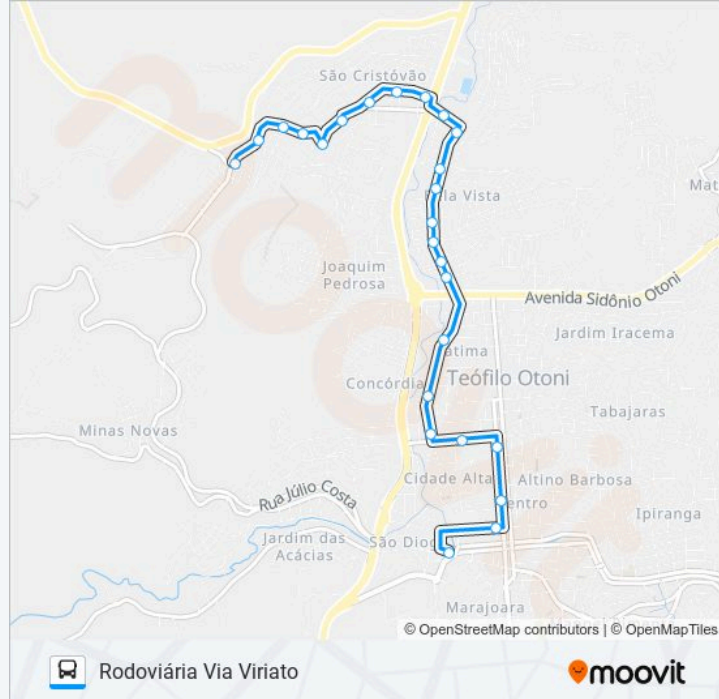 São Cristóvão
Bela Vista
Joaquim
Pedrosa
Avenida Sidônio Otoni
Jardim Iracema
Fátima
Teófilo Otoni
Concórdia
Tabajaras
Minas Novas
Cidade Alta
Altino Barbosa
Rua Júlio Costa
Centro
Ipiranga
Jardim das
Acácias
São Diogo
Marajoara
© OpenStreetMap contributors | © OpenMapTiles
Rodoviária Via Viriato
moovit